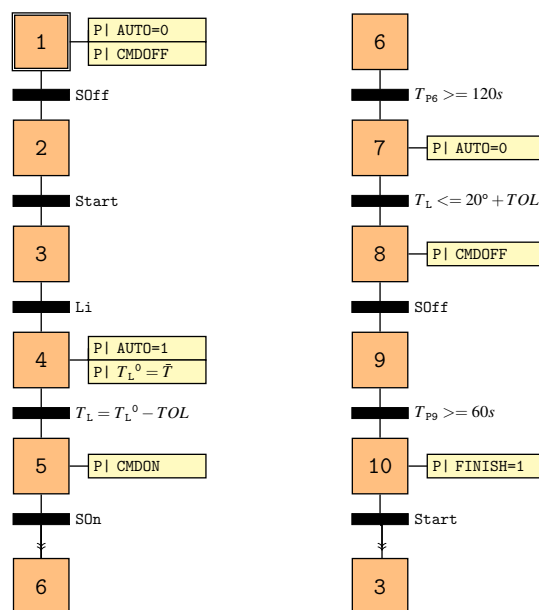 1
P| AUTO=0
P| CMDOFF
SOff
2
Start
3
Li
4
P| AUTO=1
P| T_L⁰ = T̄
T_L = T_L⁰ − TOL
5
P| CMDON
SOn
6
6
T_P6 >= 120s
7
P| AUTO=0
T_L <= 20° + TOL
8
P| CMDOFF
SOff
9
T_P9 >= 60s
10
P| FINISH=1
Start
3